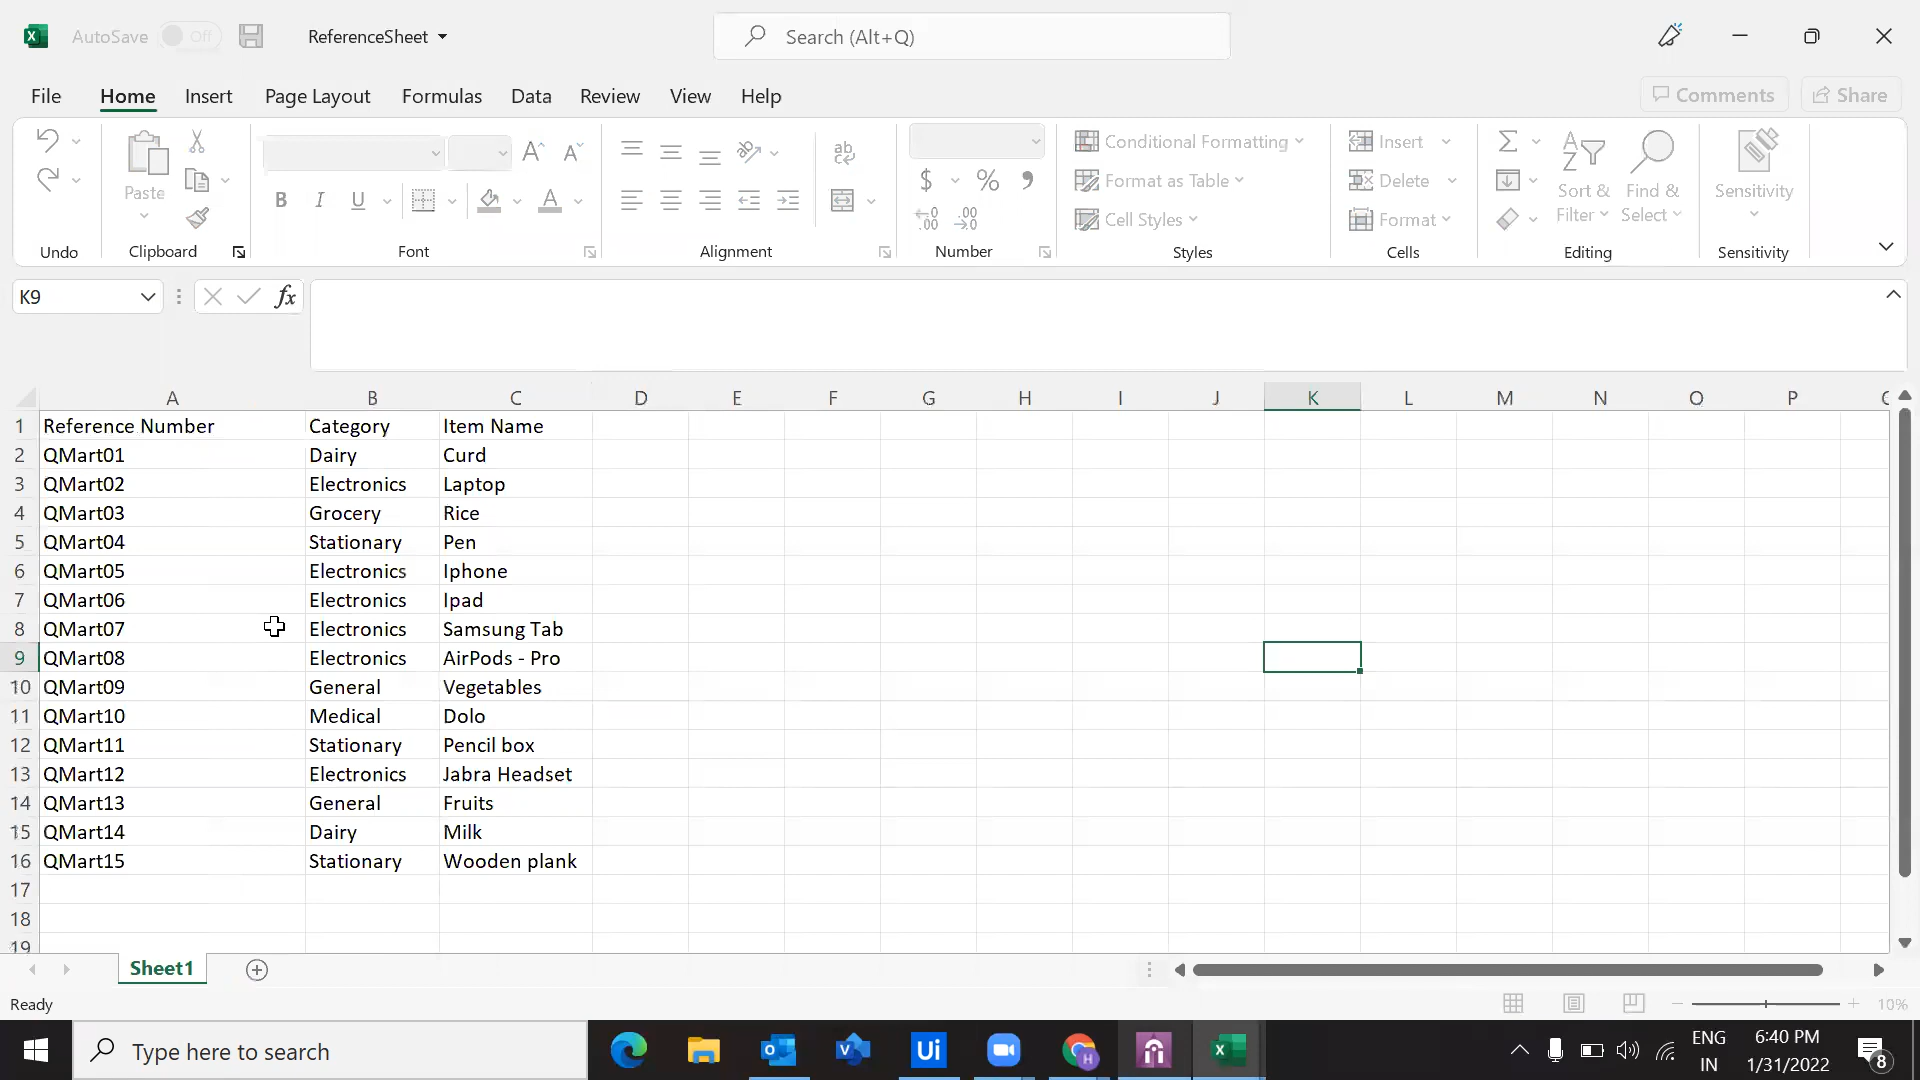 AutoSave Off ReferenceSheet Search (Alt+Q)
File Home Insert Page Layout Formulas Data Review View Help Comments Share
Paste
B I U
ab
$ % 9
Conditional Formatting
Format as Table
Cell Styles
Insert
Delete
Format
Sort & Filter
Find & Select
Sensitivity
Undo Clipboard Font Alignment Number Styles Cells Editing Sensitivity
K9 fx
A B C D E F G H I J K L M N O P
1 Reference Number Category Item Name
2 QMart01 Dairy Curd
3 QMart02 Electronics Laptop
4 QMart03 Grocery Rice
5 QMart04 Stationary Pen
6 QMart05 Electronics Iphone
7 QMart06 Electronics Ipad
8 QMart07 Electronics Samsung Tab
9 QMart08 Electronics AirPods - Pro
10 QMart09 General Vegetables
11 QMart10 Medical Dolo
12 QMart11 Stationary Pencil box
13 QMart12 Electronics Jabra Headset
14 QMart13 General Fruits
15 QMart14 Dairy Milk
16 QMart15 Stationary Wooden plank
17
18
19
Sheet1
Ready 10%
Type here to search Ui ENG 6:40 PM
IN 1/31/2022 8